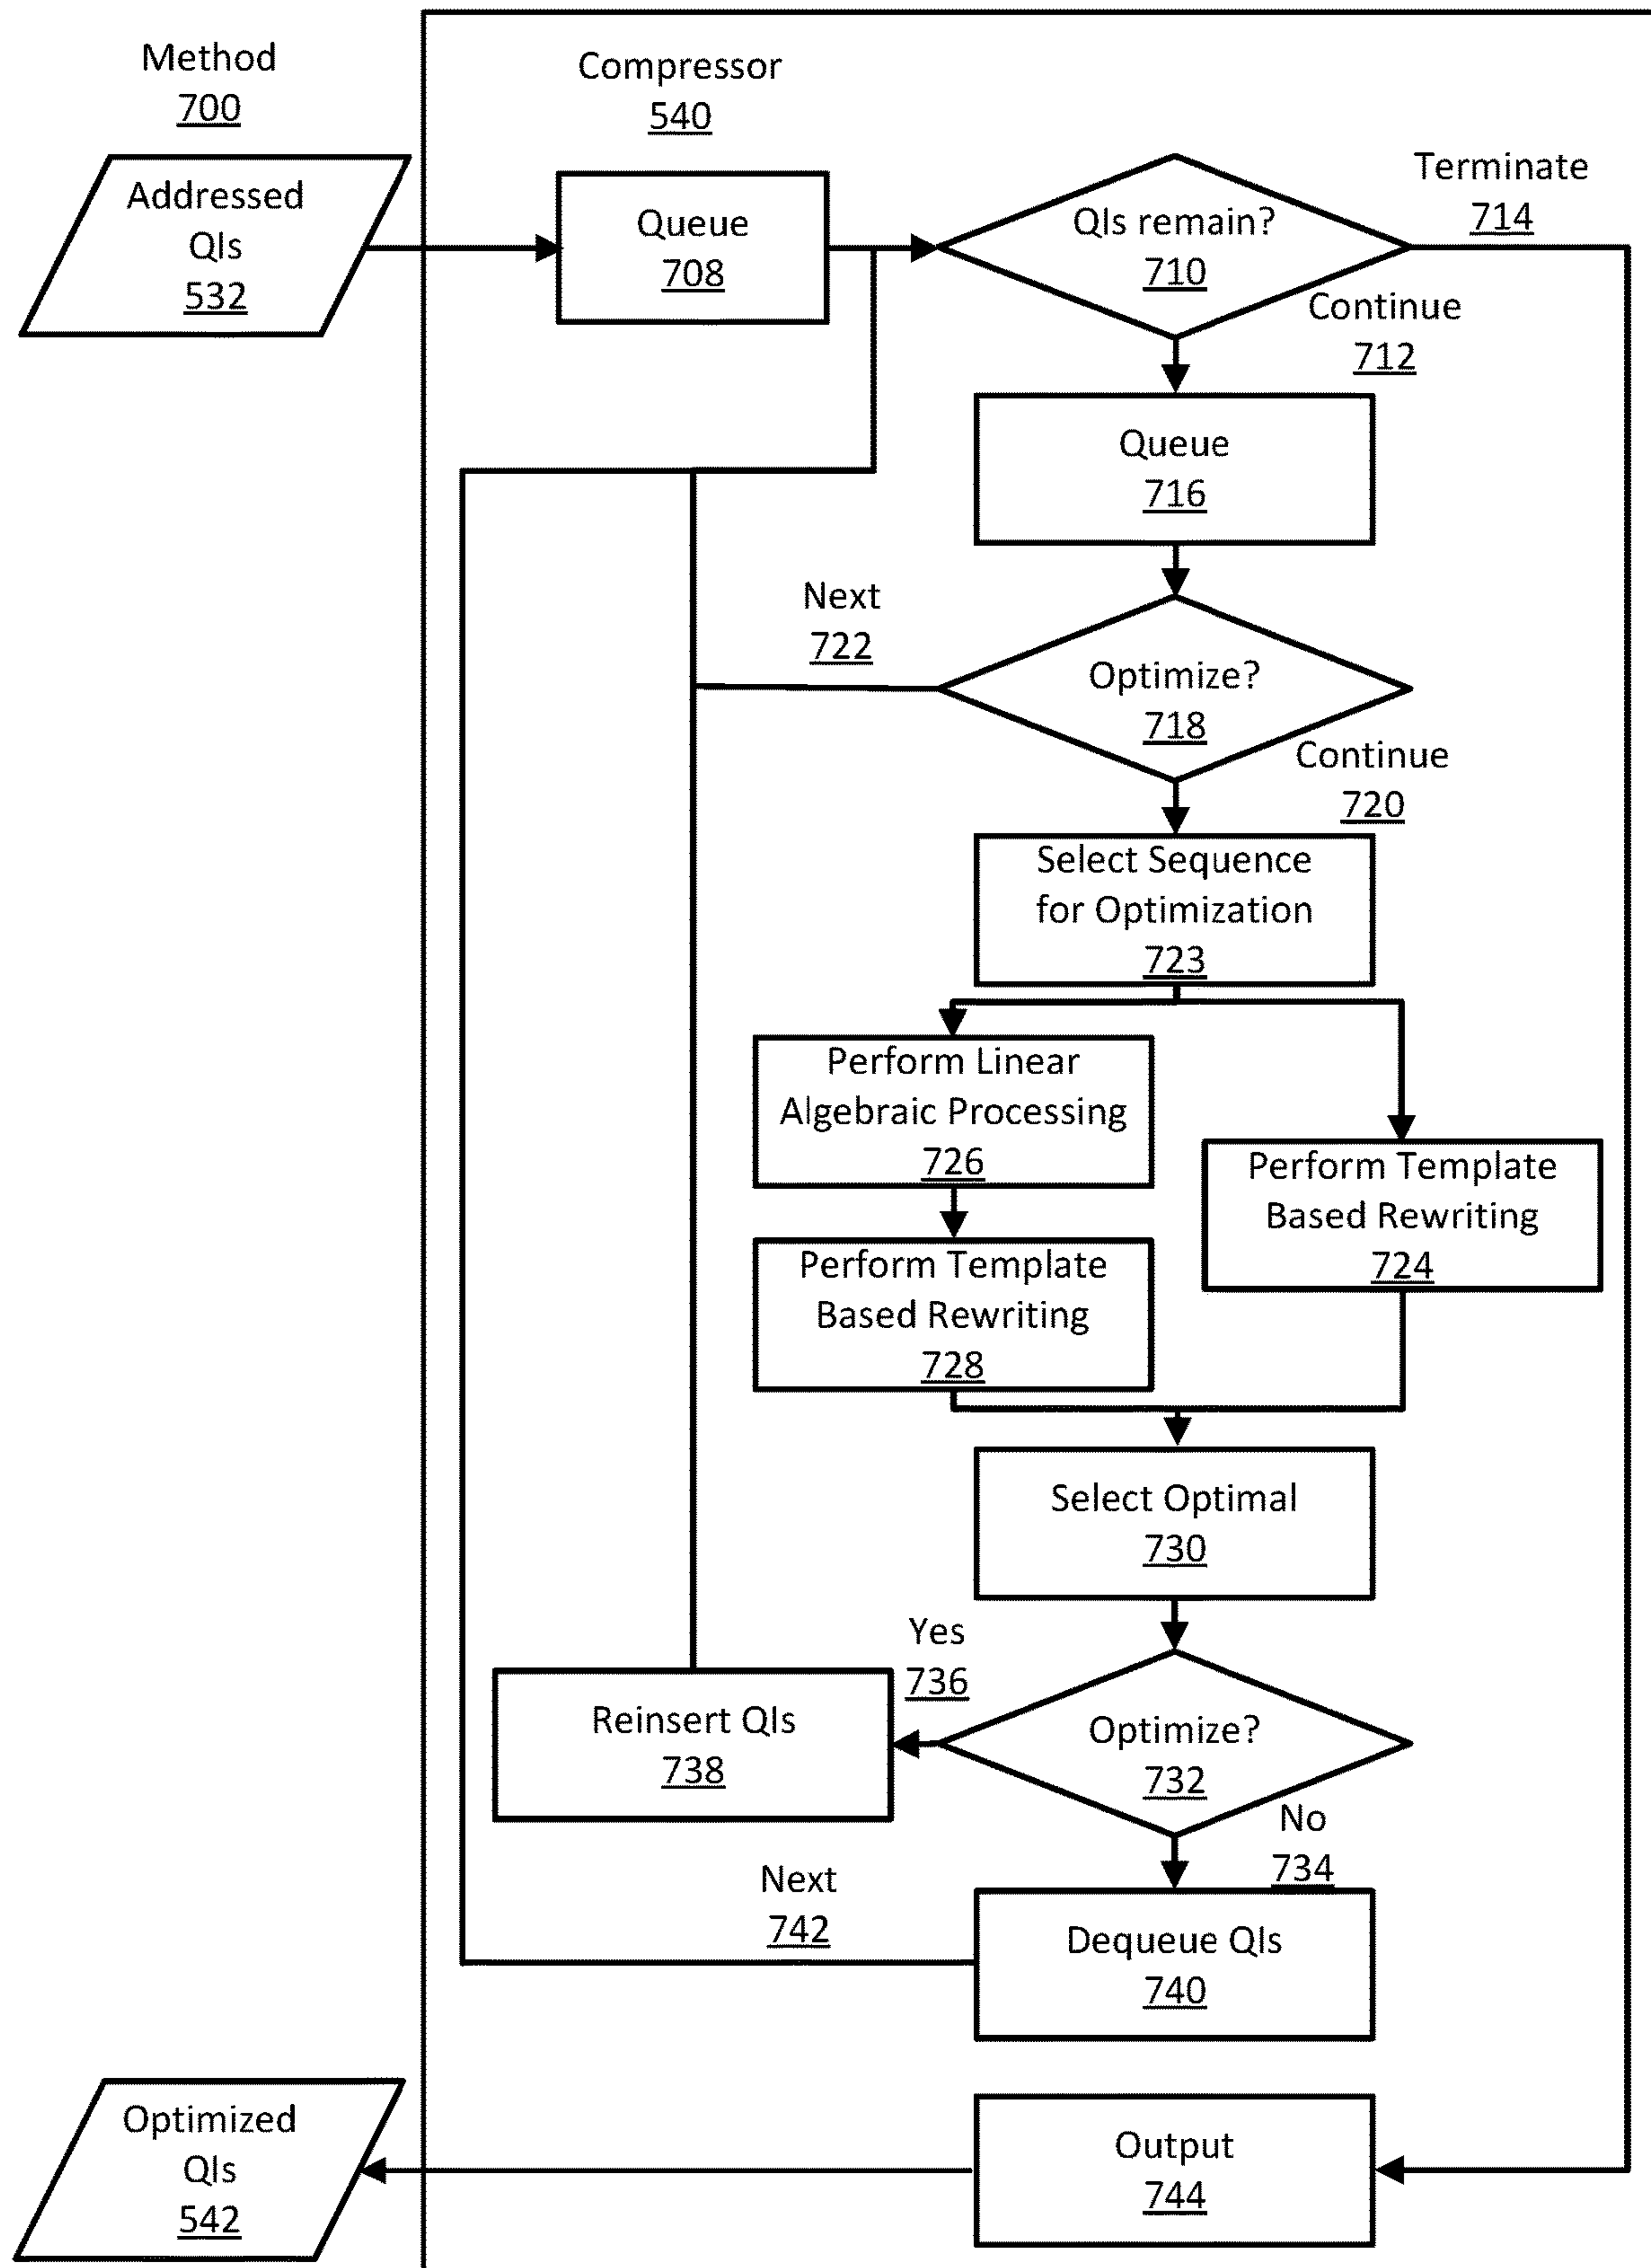 Method
700
Compressor
540
Addressed
QIs
532
Queue
708
QIs remain?
710
Terminate
714
Continue
712
Queue
716
Next
722
Optimize?
718
Continue
720
Select Sequence
for Optimization
723
Perform Linear
Algebraic Processing
726
Perform Template
Based Rewriting
724
Perform Template
Based Rewriting
728
Select Optimal
730
Yes
736
Reinsert QIs
738
Optimize?
732
No
734
Next
742
Dequeue QIs
740
Optimized
QIs
542
Output
744